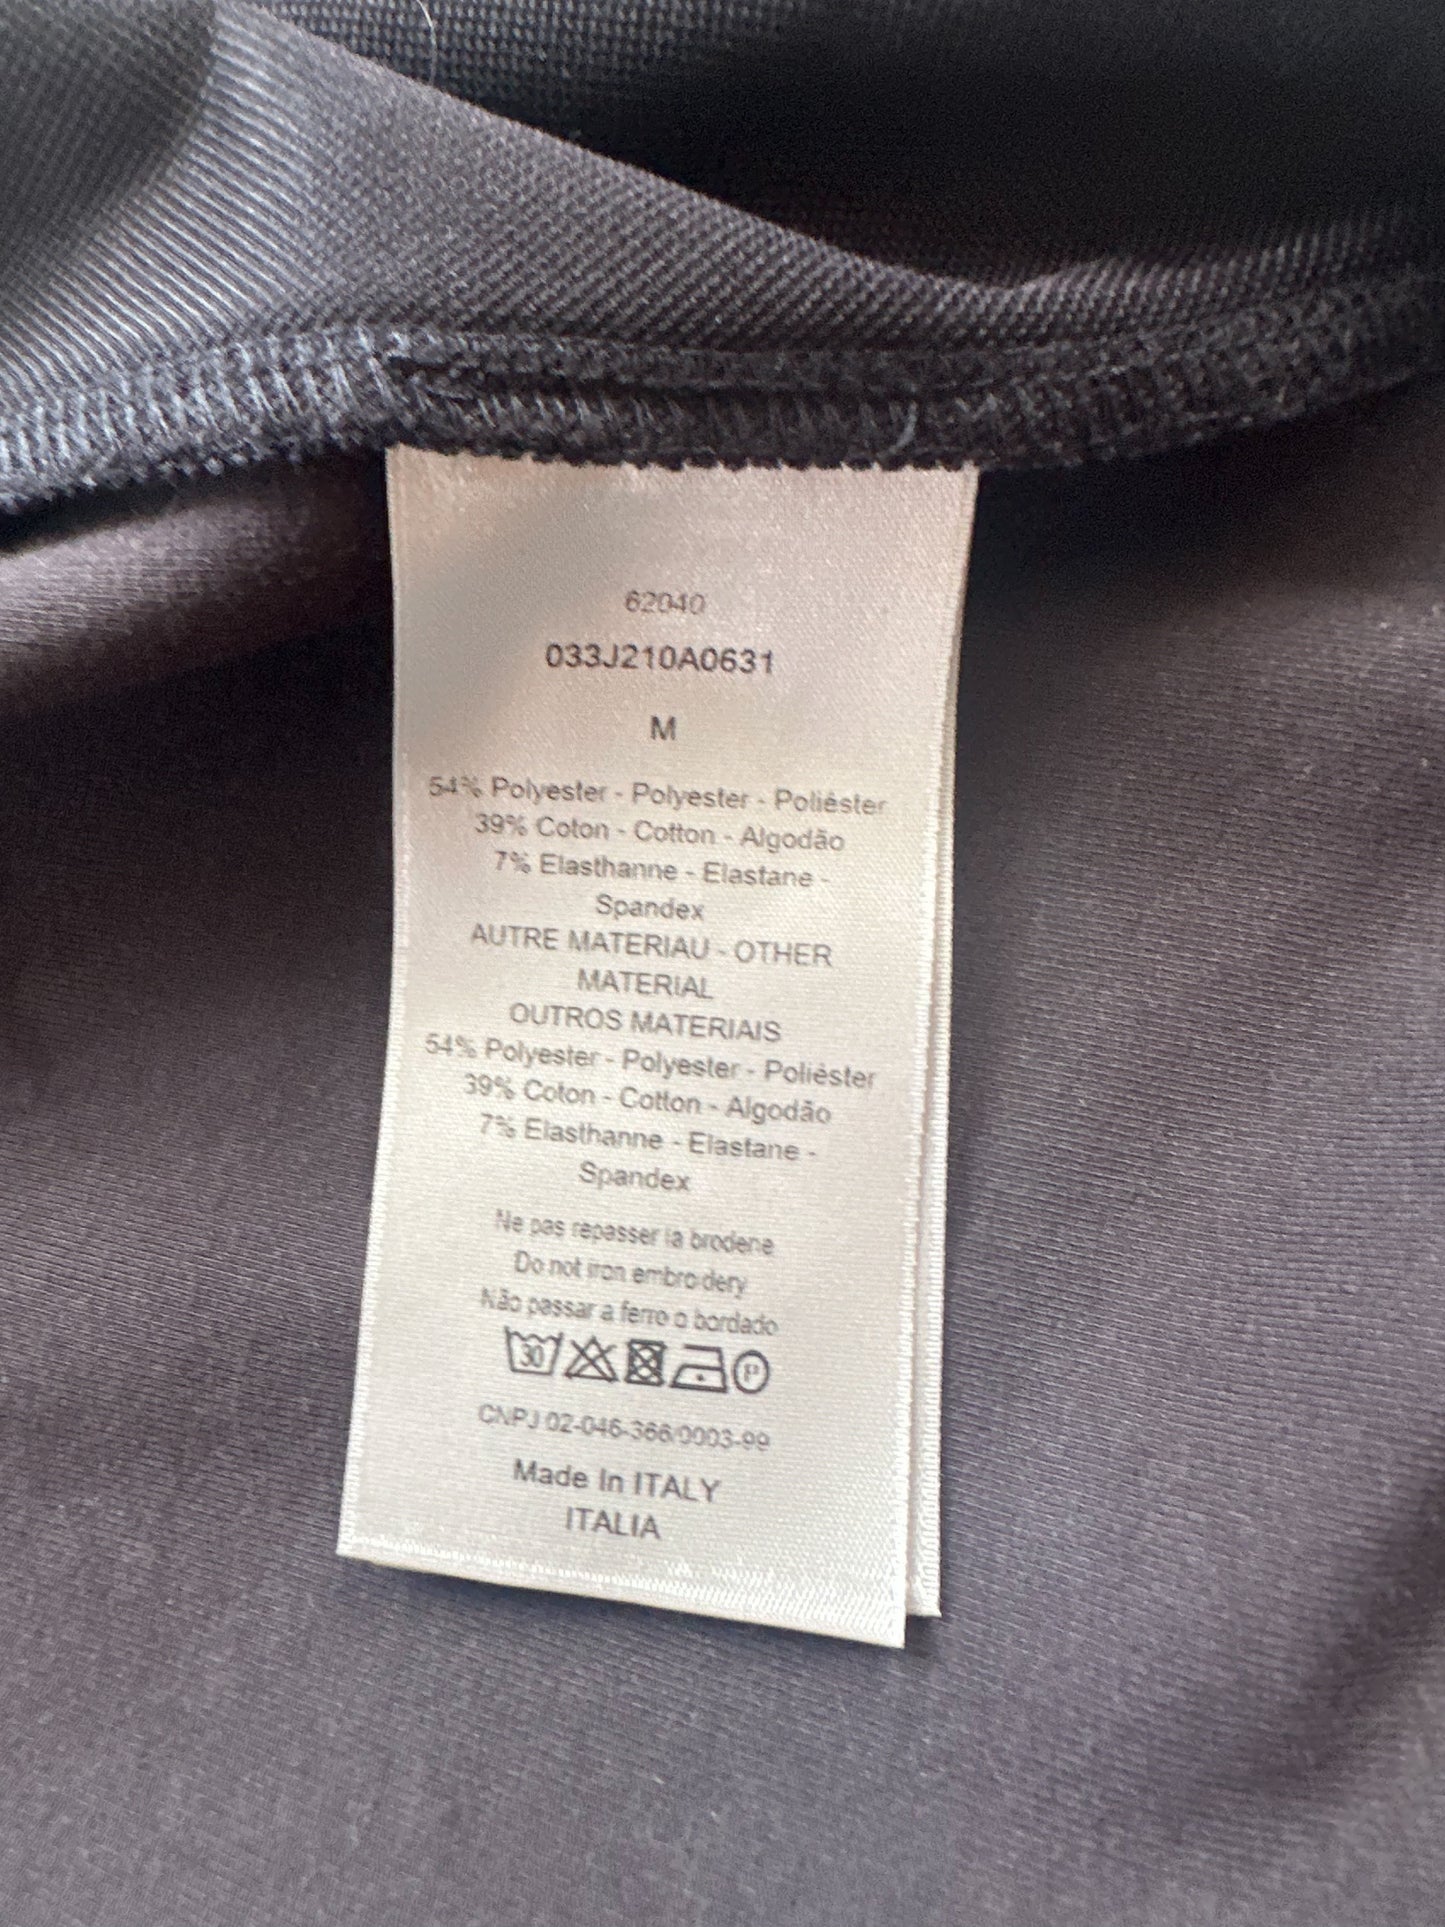 62040
033J210A0631
M
54% Polyester - Polyester - Poliéster
39% Coton - Cotton - Algodão
7% Elasthanne - Elastane -
Spandex
AUTRE MATERIAU - OTHER
MATERIAL
OUTROS MATERIAIS
54% Polyester - Polyester - Poliéster
39% Coton - Cotton - Algodão
7% Elasthanne - Elastane -
Spandex
Ne pas repasser la broderie
Do not iron embroidery
Não passar a ferro o bordado
30 P
CNPJ 02-046-366/0003-99
Made In ITALY
ITALIA